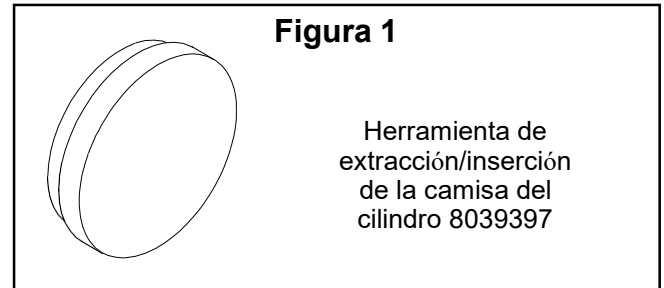 Figura 1
Herramienta de
extracción/inserción
de la camisa del
cilindro 8039397